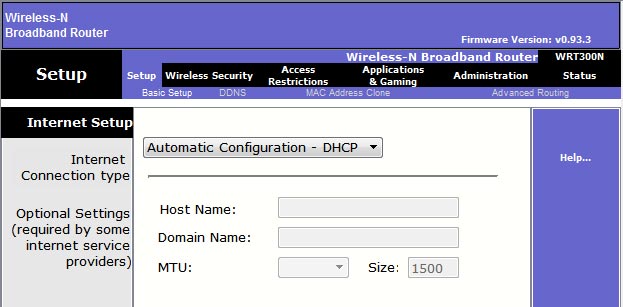 Wireless-N
Broadband Router
Firmware Version: v0.93.3
Wireless-N Broadband Router WRT300N
Setup
Setup Wireless Security Access Restrictions Applications & Gaming Administration Status
Basic Setup DDNS MAC Address Clone Advanced Routing
Internet Setup
Internet
Connection type
Automatic Configuration - DHCP
Help...
Optional Settings
(required by some
internet service
providers)
Host Name:
Domain Name:
MTU: Size: 1500